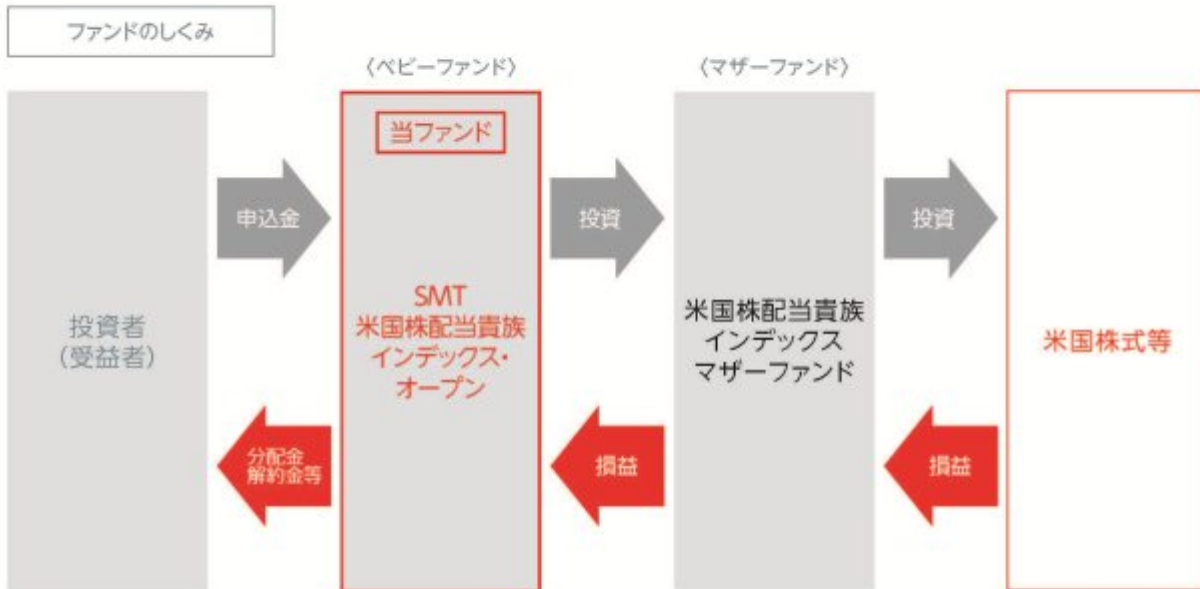 ファンドのしくみ
〈ベビーファンド〉
〈マザーファンド〉
当ファンド
申込金
投資
投資
投資者
(受益者)
SMT
米国株配当貴族
インデックス・
オープン
米国株配当貴族
インデックス
マザーファンド
米国株式等
分配金
解約金等
損益
損益